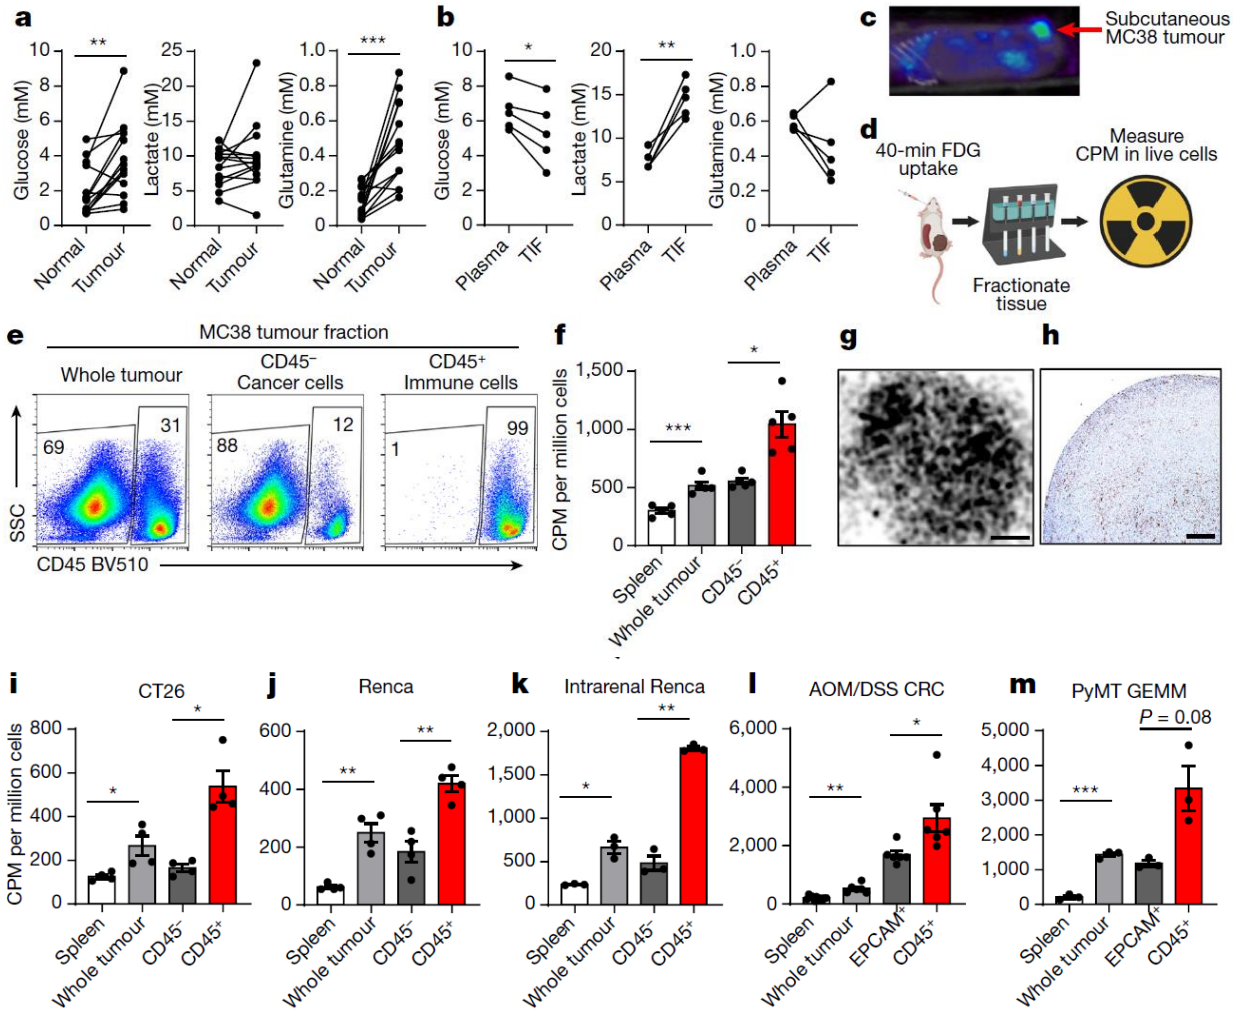 a
**
Glucose (mM)
10
8
6
4
2
0
Normal
Tumour
Lactate (mM)
25
20
15
10
5
0
Normal
Tumour
***
Glutamine (mM)
1.0
0.8
0.6
0.4
0.2
0
Normal
Tumour
b
*
Glucose (mM)
10
8
6
4
2
0
Plasma
TIF
**
Lactate (mM)
20
15
10
5
0
Plasma
TIF
Glutamine (mM)
1.0
0.8
0.6
0.4
0.2
0
Plasma
TIF
c
Subcutaneous
MC38 tumour
d
40-min FDG
uptake
Fractionate
tissue
Measure
CPM in live cells
e
MC38 tumour fraction
Whole tumour
CD45⁻
Cancer cells
CD45⁺
Immune cells
69
31
88
12
1
99
SSC
CD45 BV510
f
CPM per million cells
1,500
1,000
500
0
***
*
Spleen
Whole tumour
CD45⁻
CD45⁺
g
h
i
CT26
CPM per million cells
800
600
400
200
0
*
*
Spleen
Whole tumour
CD45⁻
CD45⁺
j
Renca
600
400
200
0
**
**
Spleen
Whole tumour
CD45⁻
CD45⁺
k
Intrarenal Renca
2,000
1,500
1,000
500
0
*
**
Spleen
Whole tumour
CD45⁻
CD45⁺
l
AOM/DSS CRC
6,000
4,000
2,000
0
**
*
Spleen
Whole tumour
EPCAM⁺
CD45⁺
m
PyMT GEMM
5,000
4,000
3,000
2,000
1,000
0
***
P = 0.08
Spleen
Whole tumour
EPCAM⁺
CD45⁺